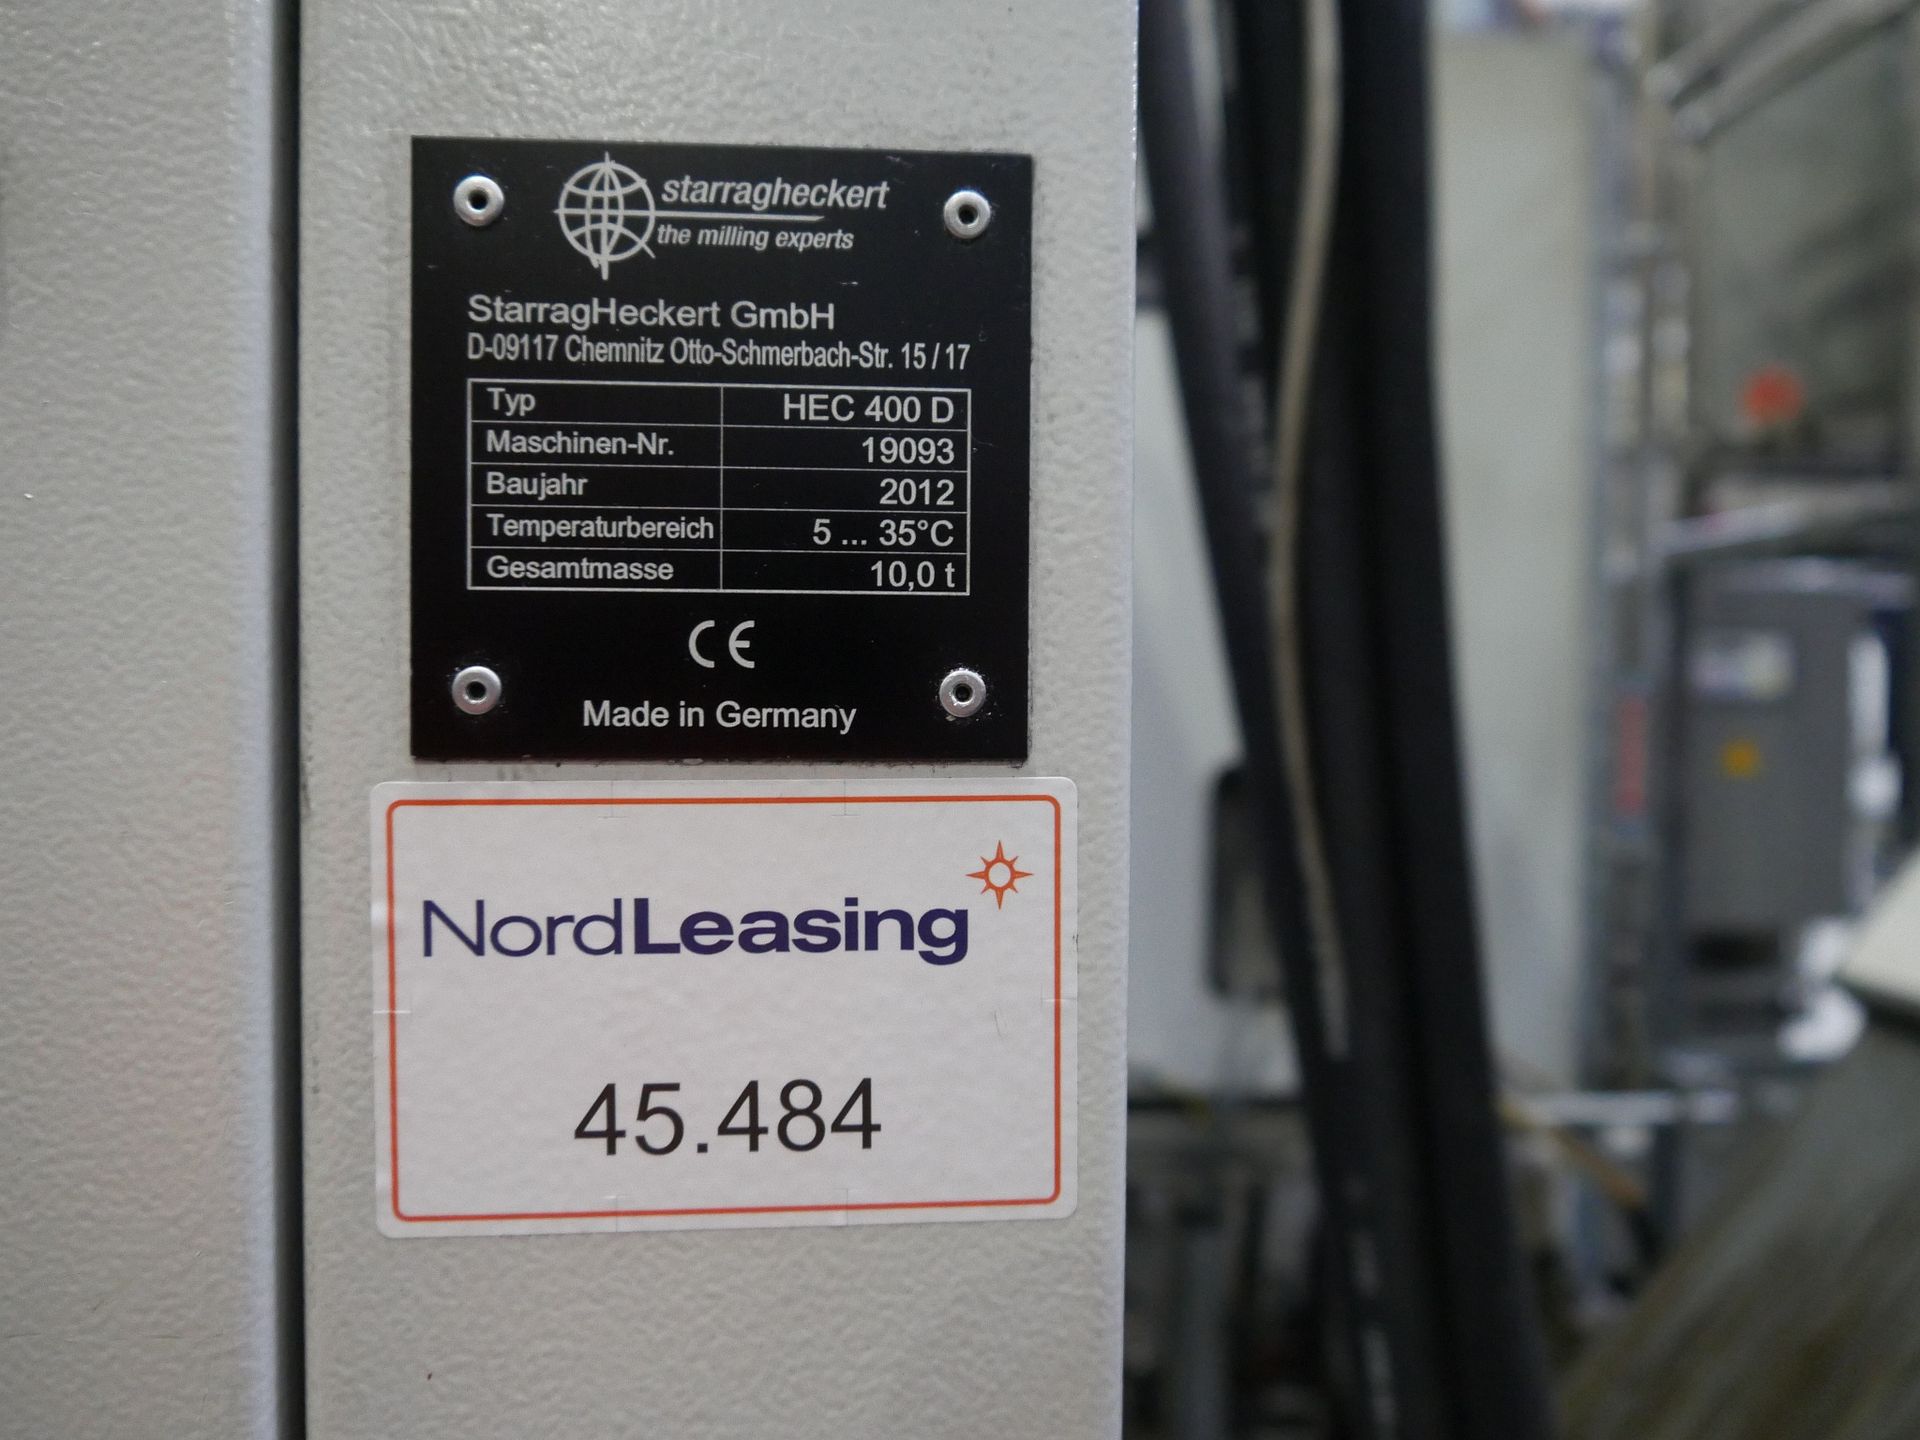 starragheckert
the milling experts
StarragHeckert GmbH
D-09117 Chemnitz Otto-Schmerbach-Str. 15 / 17
Typ HEC 400 D
Maschinen-Nr. 19093
Baujahr 2012
Temperaturbereich 5 ... 35°C
Gesamtmasse 10,0 t
CE
Made in Germany
NordLeasing
45.484